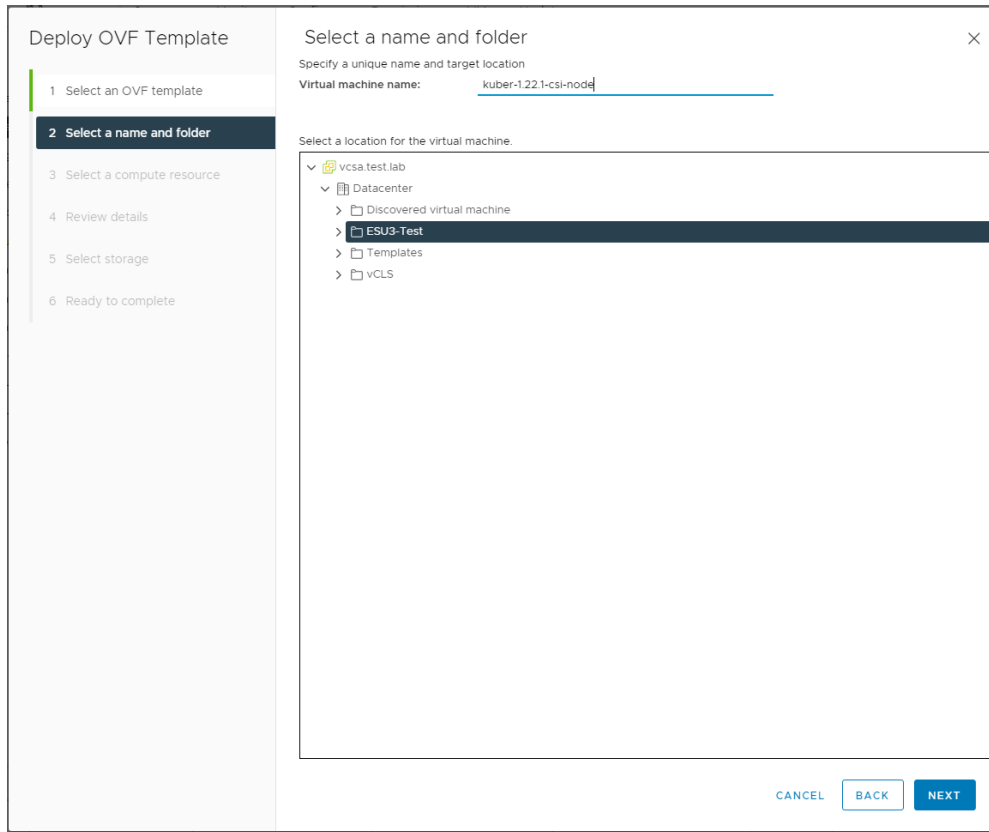 Deploy OVF Template
1 Select an OVF template
2 Select a name and folder
3 Select a compute resource
4 Review details
5 Select storage
6 Ready to complete
Select a name and folder
Specify a unique name and target location
Virtual machine name: kuber-1.22.1-csi-node
Select a location for the virtual machine.
vcsa.test.lab
Datacenter
Discovered virtual machine
ESU3-Test
Templates
vCLS
CANCEL BACK NEXT